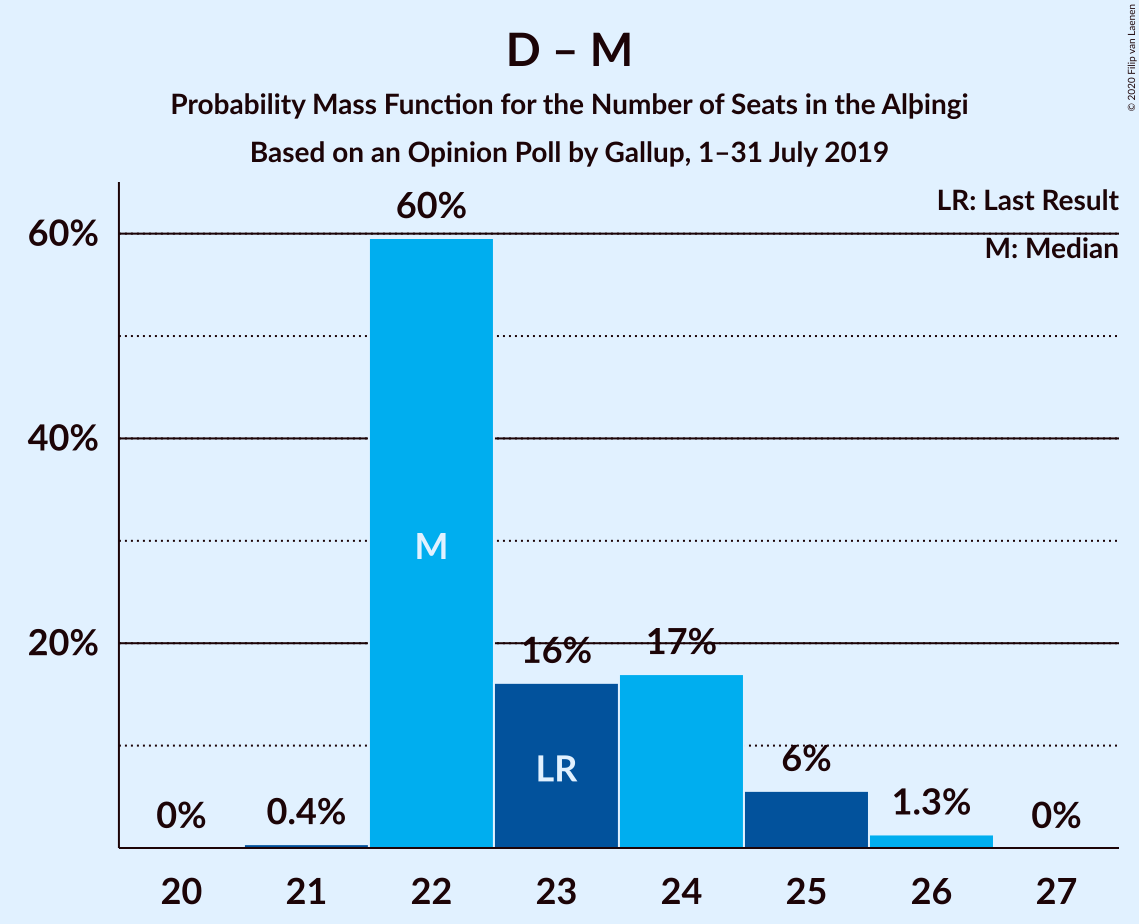 D – M
Probability Mass Function for the Number of Seats in the Alþingi
Based on an Opinion Poll by Gallup, 1–31 July 2019
© 2020 Filip van Laenen
LR: Last Result
M: Median
60%
40%
20%
0%
0.4%
60%
M
16%
LR
17%
6%
1.3%
0%
20
21
22
23
24
25
26
27